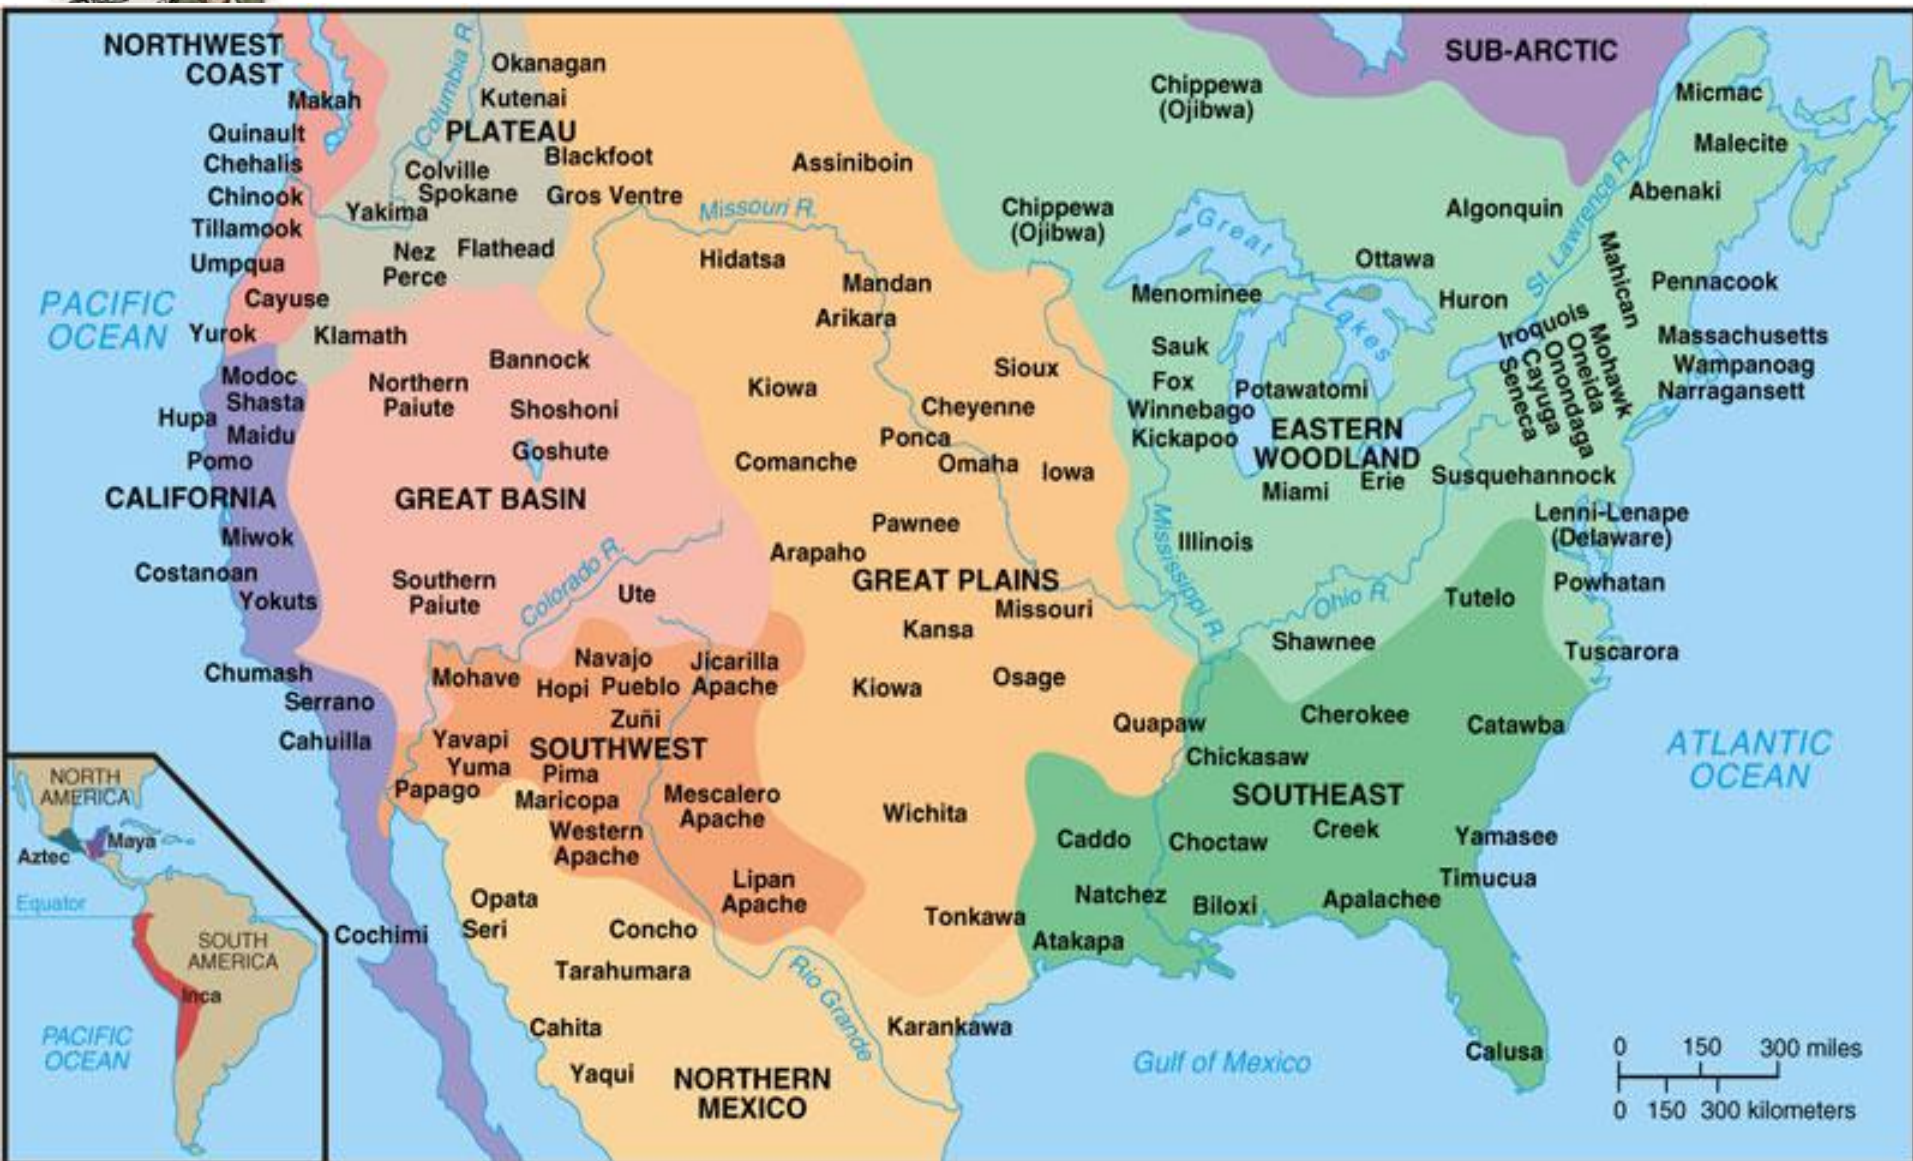 NORTHWEST
COAST
Makah
Quinault
Chehalis
Chinook
Tillamook
Umpqua
Cayuse
Yurok
Columbia R.
Okanagan
Kutenai
PLATEAU
Colville
Spokane
Yakima
Nez
Perce
Flathead
Klamath
Blackfoot
Gros Ventre
Assiniboin
Missouri R.
Hidatsa
Mandan
Arikara
Sioux
Kiowa
Cheyenne
Ponca
Omaha
Iowa
Comanche
Pawnee
Arapaho
GREAT PLAINS
Missouri
Kansa
Kiowa
Osage
Quapaw
Wichita
Tonkawa
SUB-ARCTIC
Chippewa
(Ojibwa)
Chippewa
(Ojibwa)
Micmac
Malecite
Abenaki
Algonquin
St. Lawrence R.
Great
Lakes
Ottawa
Huron
Mahican
Pennacook
Menominee
Massachusetts
Wampanoag
Narragansett
Iroquois
Mohawk
Oneida
Onondaga
Cayuga
Seneca
Sauk
Fox
Winnebago
Kickapoo
Potawatomi
EASTERN
WOODLAND
Miami
Erie
Susquehannock
Lenni-Lenape
(Delaware)
Illinois
Mississippi R.
Powhatan
Ohio R.
Shawnee
Tuscarora
PACIFIC
OCEAN
Modoc
Shasta
Hupa
Maidu
Pomo
CALIFORNIA
Miwok
Costanoan
Yokuts
Chumash
Serrano
Cahuilla
Cochimi
Bannock
Northern
Paiute
Shoshoni
Goshute
GREAT BASIN
Southern
Paiute
Colorado R.
Ute
Mohave
Navajo
Hopi
Pueblo
Jicarilla
Apache
Zuñi
Yavapi
SOUTHWEST
Yuma
Papago
Pima
Maricopa
Western
Apache
Mescalero
Apache
Lipan
Apache
Opata
Seri
Concho
Tarahumara
Rio Grande
Cahita
Karankawa
Yaqui
NORTHERN
MEXICO
Tutelo
Cherokee
Catawba
Chickasaw
SOUTHEAST
Creek
Caddo
Choctaw
Yamasee
Natchez
Biloxi
Apalachee
Timucua
Atakapa
Calusa
ATLANTIC
OCEAN
Gulf of Mexico
0 150 300 miles
0 150 300 kilometers
NORTH
AMERICA
Maya
Aztec
Equator
SOUTH
AMERICA
Inca
PACIFIC
OCEAN